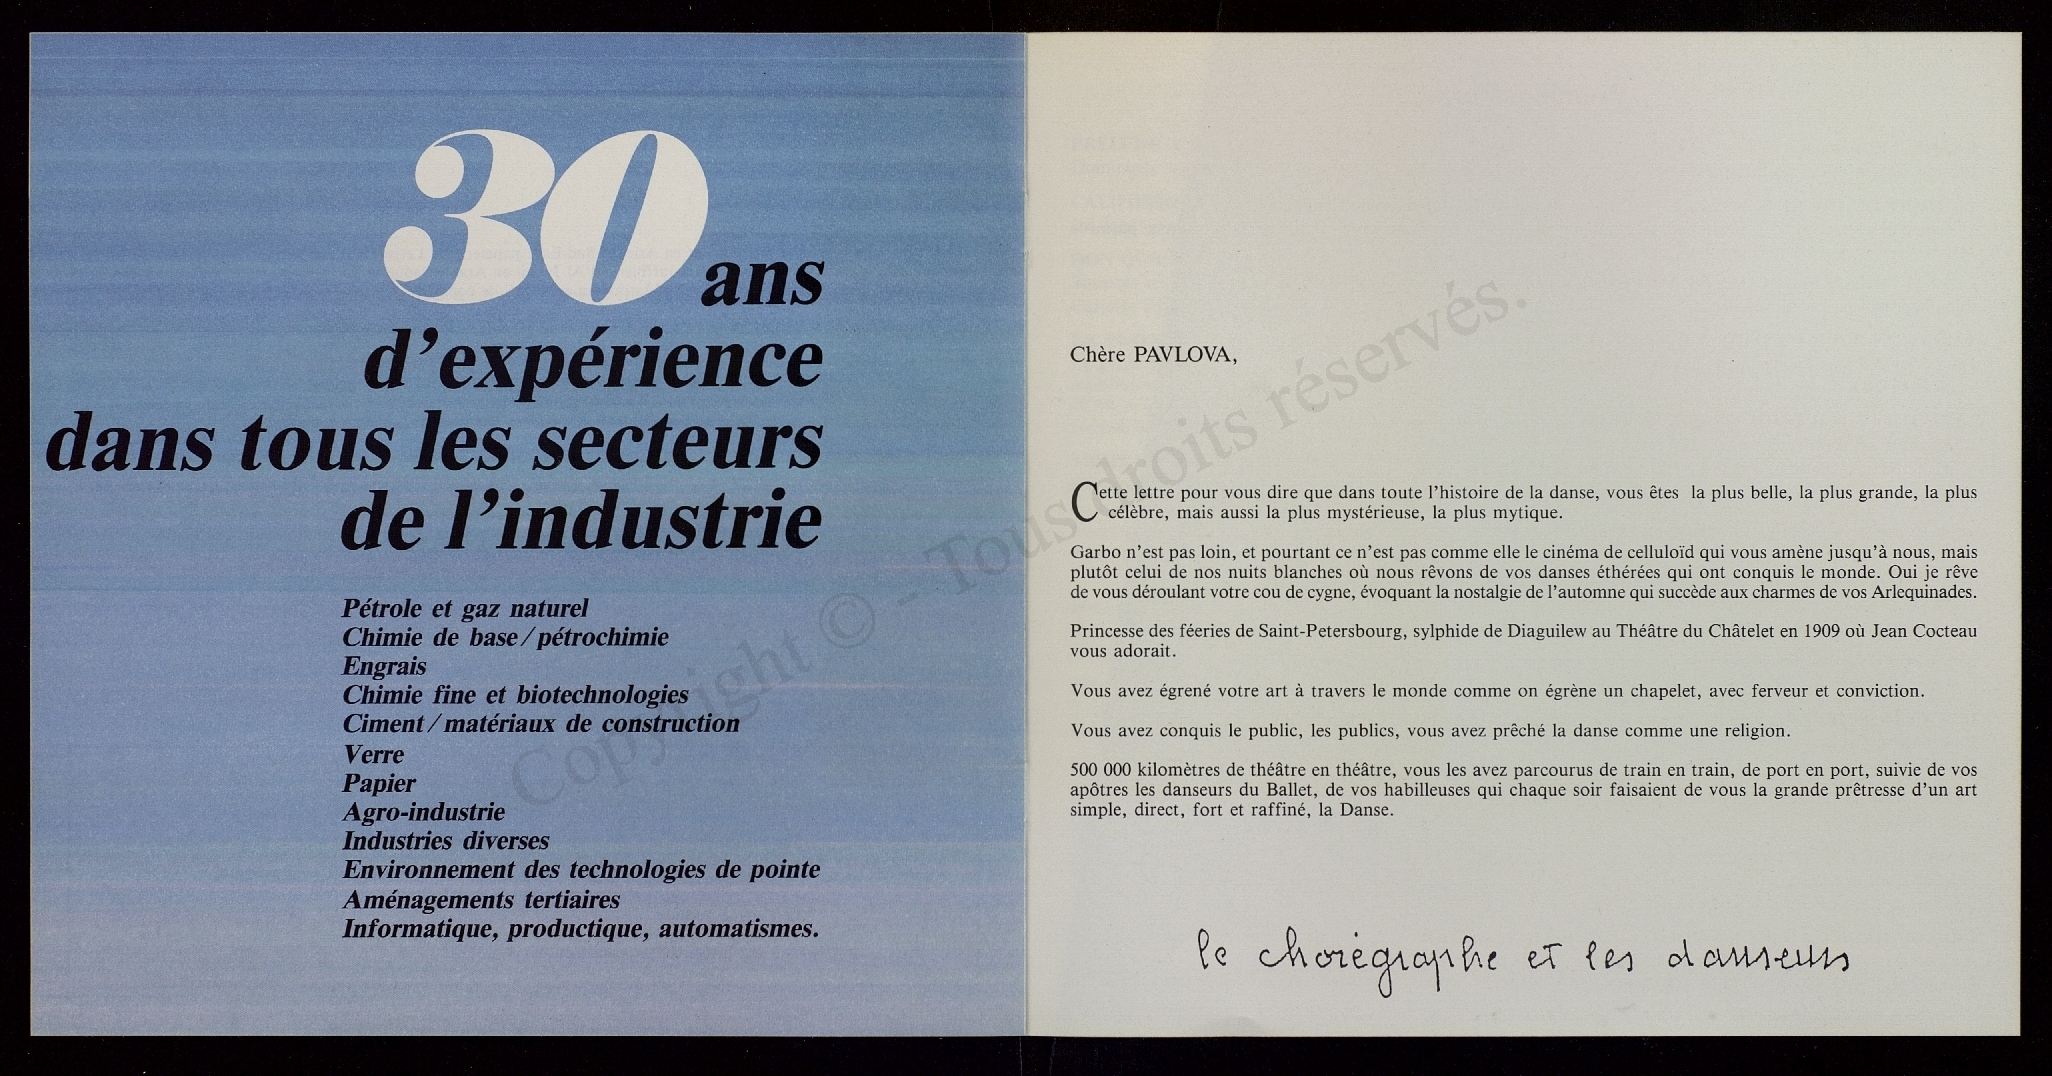 30 ans
d’expérience
dans tous les secteurs
de l’industrie
Pétrole et gaz naturel
Chimie de base / pétrochimie
Engrais
Chimie fine et biotechnologies
Ciment / matériaux de construction
Verre
Papier
Agro-industrie
Industries diverses
Environnement des technologies de pointe
Aménagements tertiaires
Informatique, productique, automatismes.
Chère PAVLOVA,
Cette lettre pour vous dire que dans toute l’histoire de la danse, vous êtes la plus belle, la plus grande, la plus
célèbre, mais aussi la plus mystérieuse, la plus mytique.
Garbo n’est pas loin, et pourtant ce n’est pas comme elle le cinéma de celluloïd qui vous amène jusqu’à nous, mais
plutôt celui de nos nuits blanches où nous rêvons de vos danses éthérées qui ont conquis le monde. Oui je rêve
de vous déroulant votre cou de cygne, évoquant la nostalgie de l’automne qui succède aux charmes de vos Arlequinades.
Princesse des féeries de Saint-Petersbourg, sylphide de Diaguilew au Théâtre du Châtelet en 1909 où Jean Cocteau
vous adorait.
Vous avez égrené votre art à travers le monde comme on égrène un chapelet, avec ferveur et conviction.
Vous avez conquis le public, les publics, vous avez prêché la danse comme une religion.
500 000 kilomètres de théâtre en théâtre, vous les avez parcourus de train en train, de port en port, suivie de vos
apôtres les danseurs du Ballet, de vos habilleuses qui chaque soir faisaient de vous la grande prêtresse d’un art
simple, direct, fort et raffiné, la Danse.
le chorégraphe et les danseurs
Copyright © - Tous droits réservés.